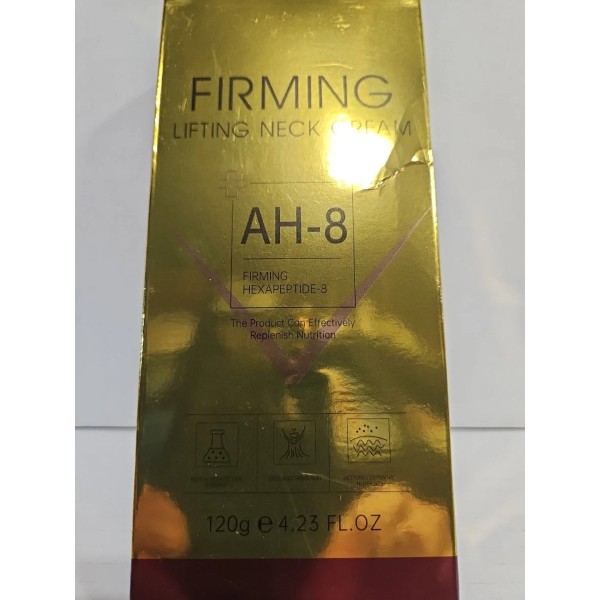 FIRMING
LIFTING NECK CREAM
AH-8
FIRMING
HEXAPEPTIDE-8
The Product Can Effectively
Replenish Nutrition
120g e 4.23 FL.OZ